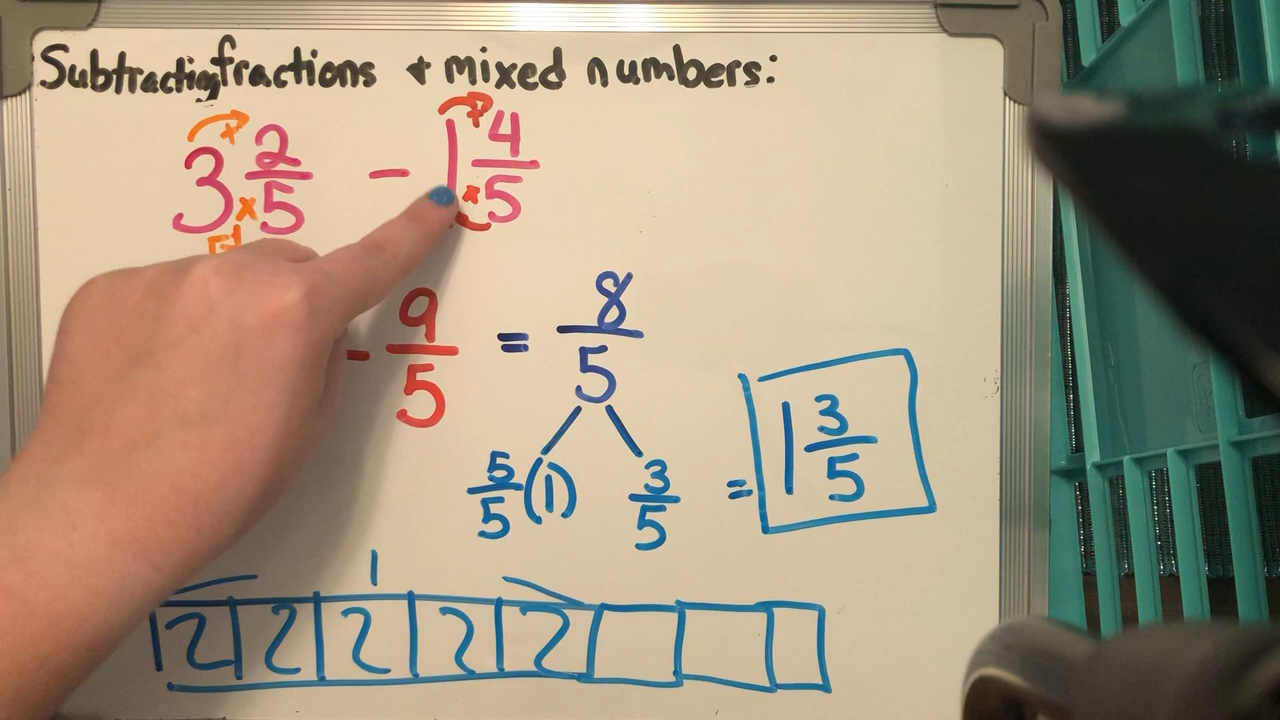 Subtracting fractions + mixed numbers:
3 2/5 - 1 4/5
x x x x
- 9/5 = 8/5
5/5 (1) 3/5 = 1 3/5
1
2 2 2 2 2